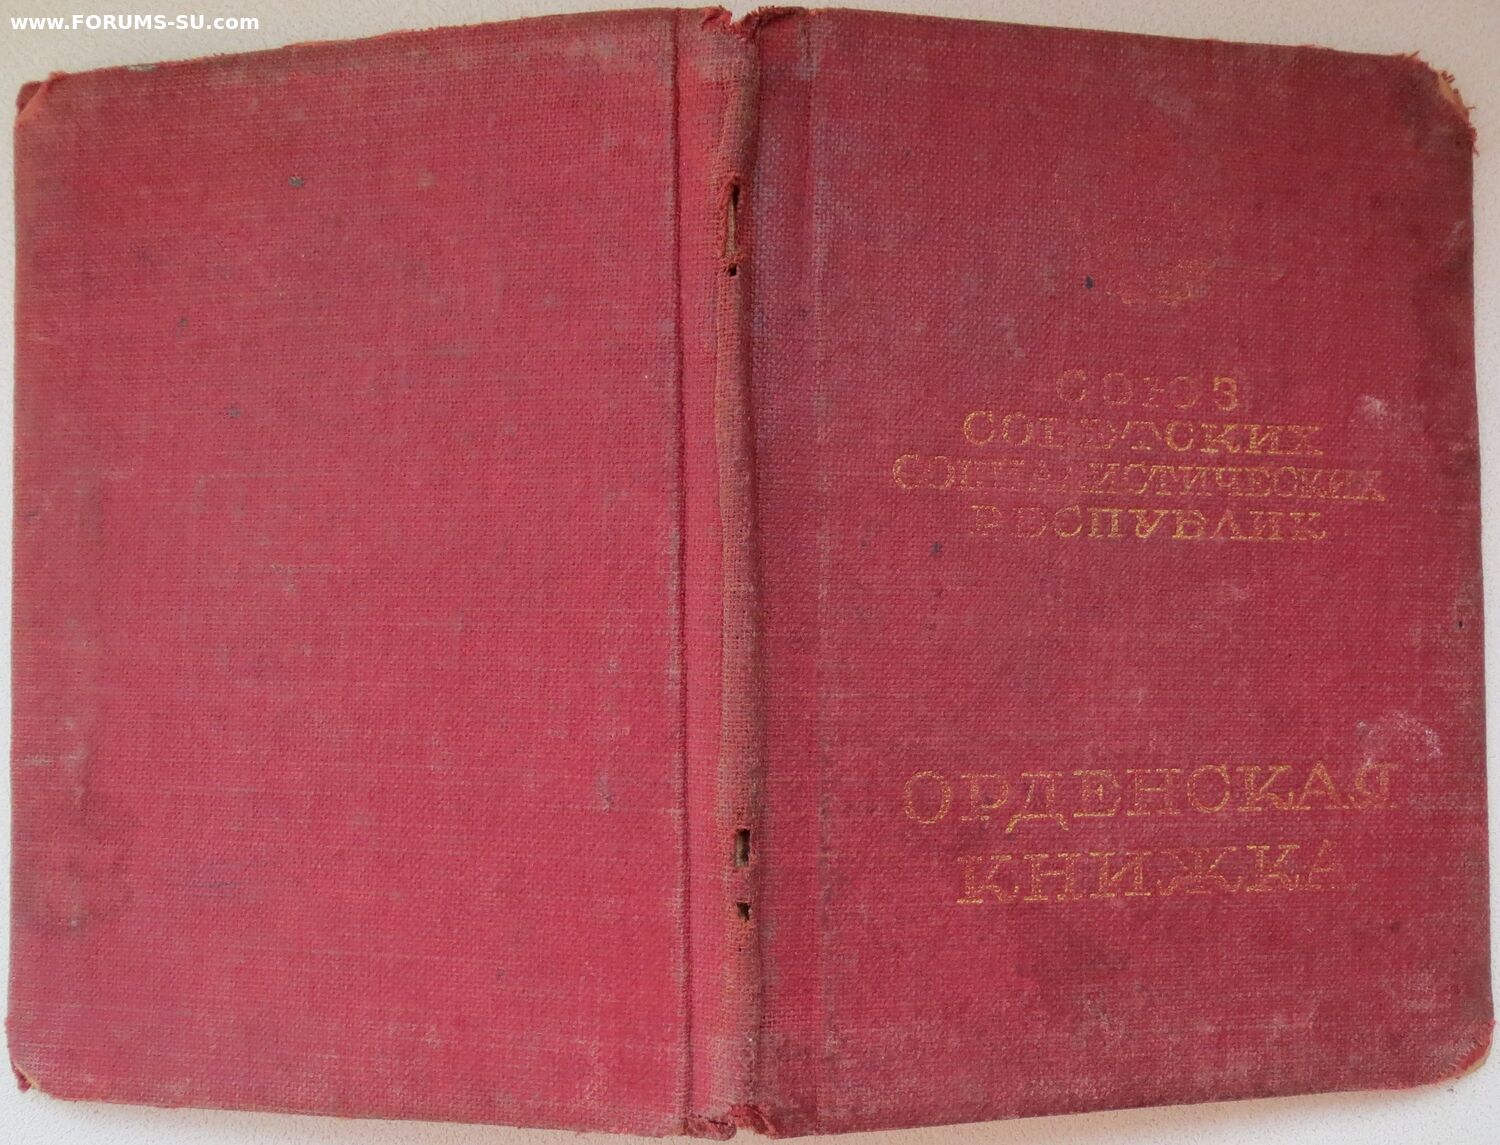 www.FORUMS-SU.com
СОЮЗ
СОВЕТСКИХ
СОЦИАЛИСТИЧЕСКИХ
РЕСПУБЛИК
ОРДЕНСКАЯ
КНИЖКА